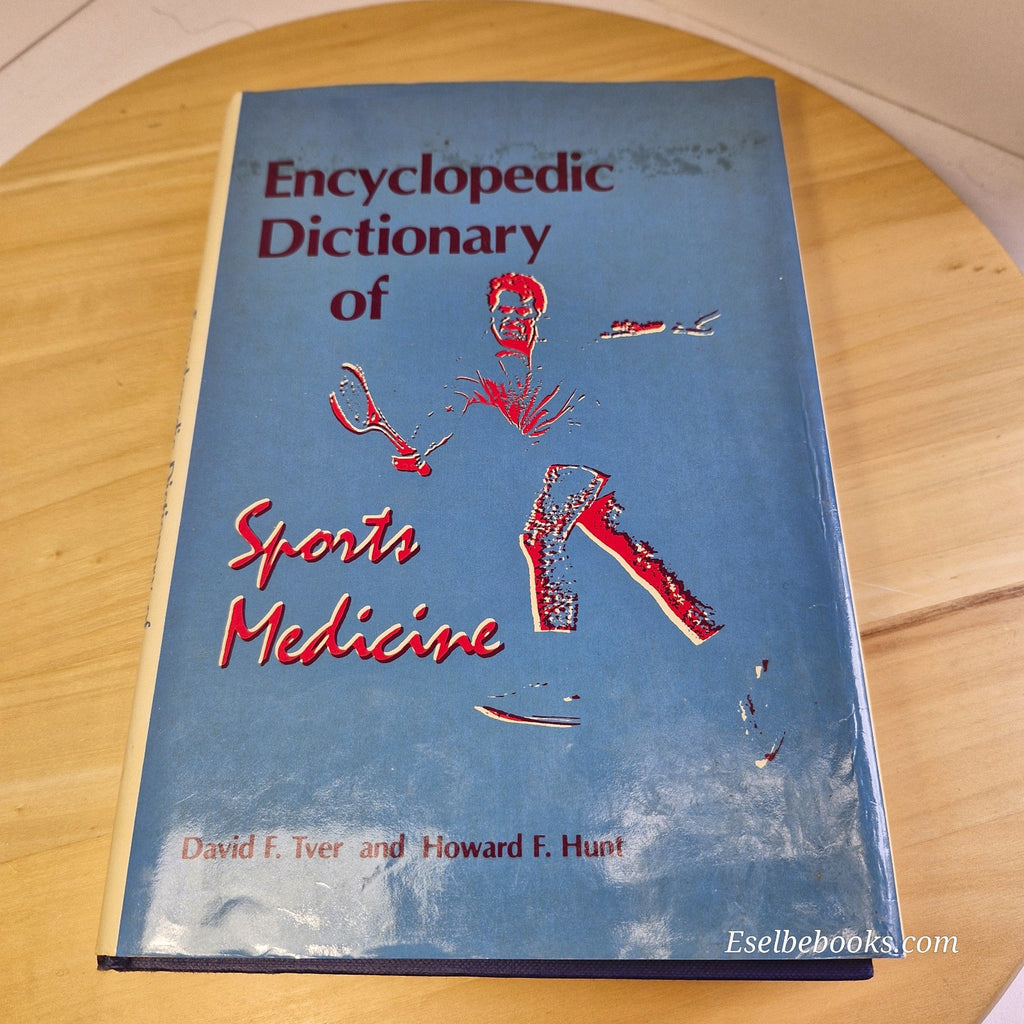 Encyclopedic
Dictionary
of
Sports
Medicine
David F. Tver and Howard F. Hunt
Eselbebooks.com